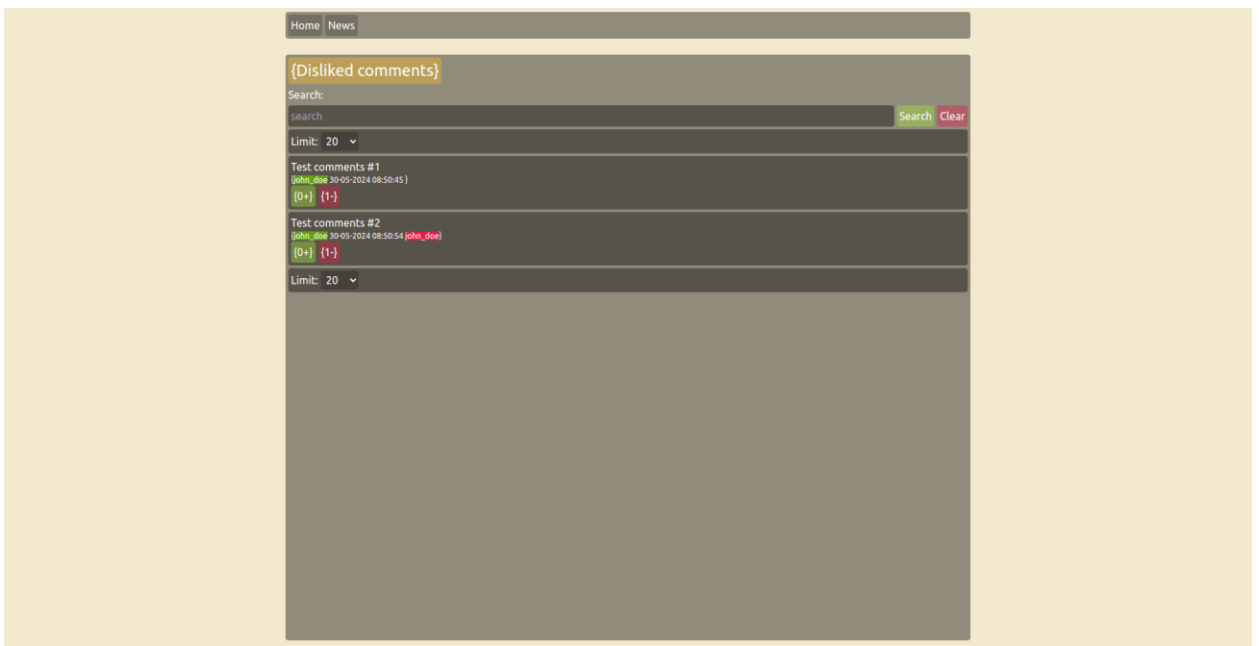 Home News
{Disliked comments}
Search:
search Search Clear
Limit: 20
Test comments #1
{john_doe 30-05-2024 08:50:45 }
{0+} {1-}
Test comments #2
{john_doe 30-05-2024 08:50:54 john_doe}
{0+} {1-}
Limit: 20